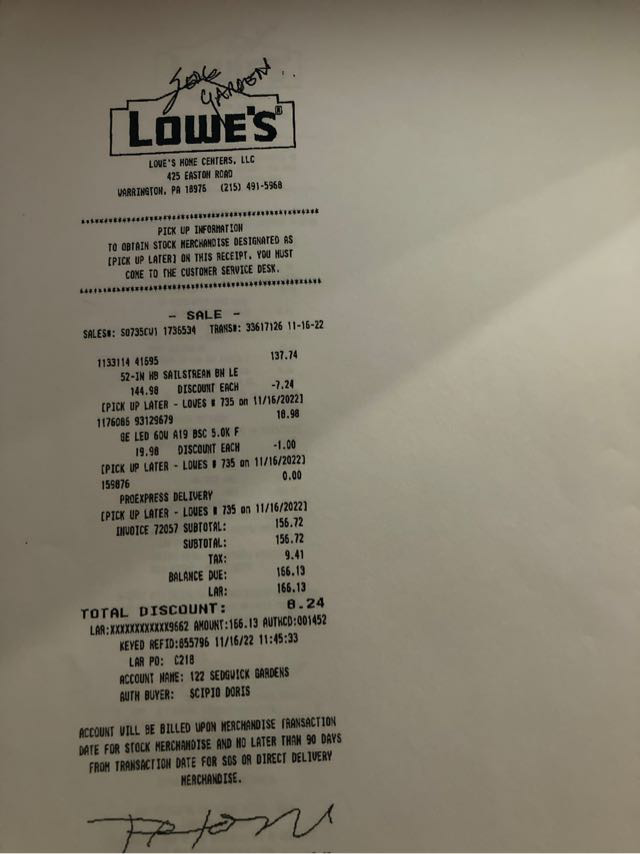 GARDEN
LOWE'S®
LOWE'S HOME CENTERS, LLC
425 EASTON ROAD
WARRINGTON, PA 18976 (215) 491-5968
PICK UP INFORMATION
TO OBTAIN STOCK MERCHANDISE DESIGNATED AS
[PICK UP LATER] ON THIS RECEIPT, YOU MUST
COME TO THE CUSTOMER SERVICE DESK.
- SALE -
SALES#: S0735CW1 1736534 TRANS#: 33617126 11-16-22
1133114 41695 137.74
52-IN HB SAILSTREAM BN LE
144.98 DISCOUNT EACH -7.24
[PICK UP LATER - LOWES # 735 on 11/16/2022]
1176085 93129679 18.98
GE LED 60W A19 BSC 5.0K F
19.98 DISCOUNT EACH -1.00
[PICK UP LATER - LOWES # 735 on 11/16/2022]
159876 0.00
PROEXPRESS DELIVERY
[PICK UP LATER - LOWES # 735 on 11/16/2022]
INVOICE 72057 SUBTOTAL: 156.72
SUBTOTAL: 156.72
TAX: 9.41
BALANCE DUE: 166.13
LAR: 166.13
TOTAL DISCOUNT: 8.24
LAR:XXXXXXXXXXXX9662 AMOUNT:166.13 AUTHCD:001452
KEYED REFID:855796 11/16/22 11:45:33
LAR PO: C218
ACCOUNT NAME: 122 SEDGWICK GARDENS
AUTH BUYER: SCIPIO DORIS
ACCOUNT WILL BE BILLED UPON MERCHANDISE TRANSACTION
DATE FOR STOCK MERCHANDISE AND NO LATER THAN 90 DAYS
FROM TRANSACTION DATE FOR SOS OR DIRECT DELIVERY
MERCHANDISE.